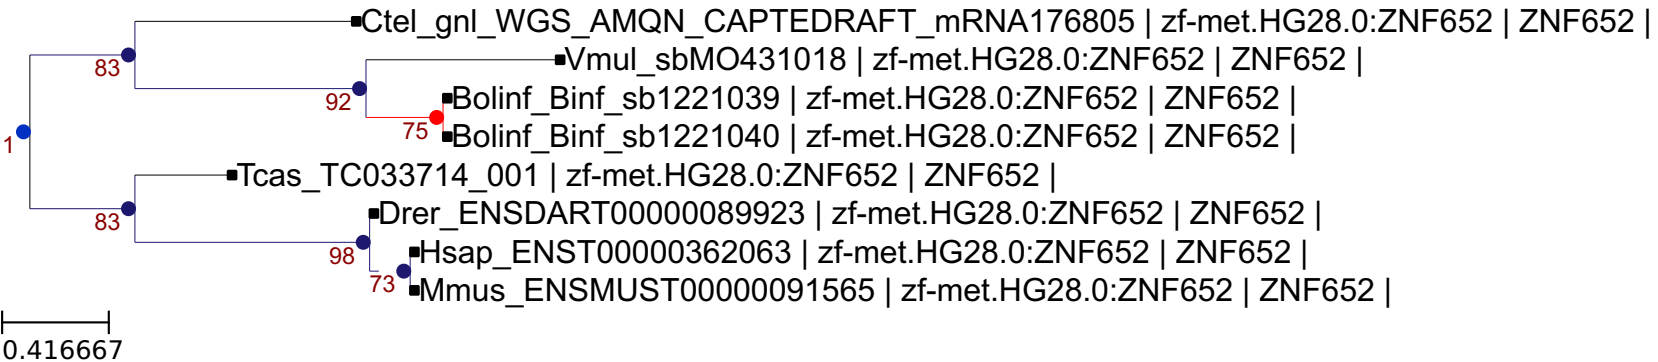 Ctel_gnl_WGS_AMQN_CAPTEDRAFT_mRNA176805 | zf-met.HG28.0:ZNF652 | ZNF652 |
Vmul_sbMO431018 | zf-met.HG28.0:ZNF652 | ZNF652 |
83
92
Bolinf_Binf_sb1221039 | zf-met.HG28.0:ZNF652 | ZNF652 |
75
Bolinf_Binf_sb1221040 | zf-met.HG28.0:ZNF652 | ZNF652 |
1
Tcas_TC033714_001 | zf-met.HG28.0:ZNF652 | ZNF652 |
83
Drer_ENSDART00000089923 | zf-met.HG28.0:ZNF652 | ZNF652 |
98
Hsap_ENST00000362063 | zf-met.HG28.0:ZNF652 | ZNF652 |
73
Mmus_ENSMUST00000091565 | zf-met.HG28.0:ZNF652 | ZNF652 |
0.416667